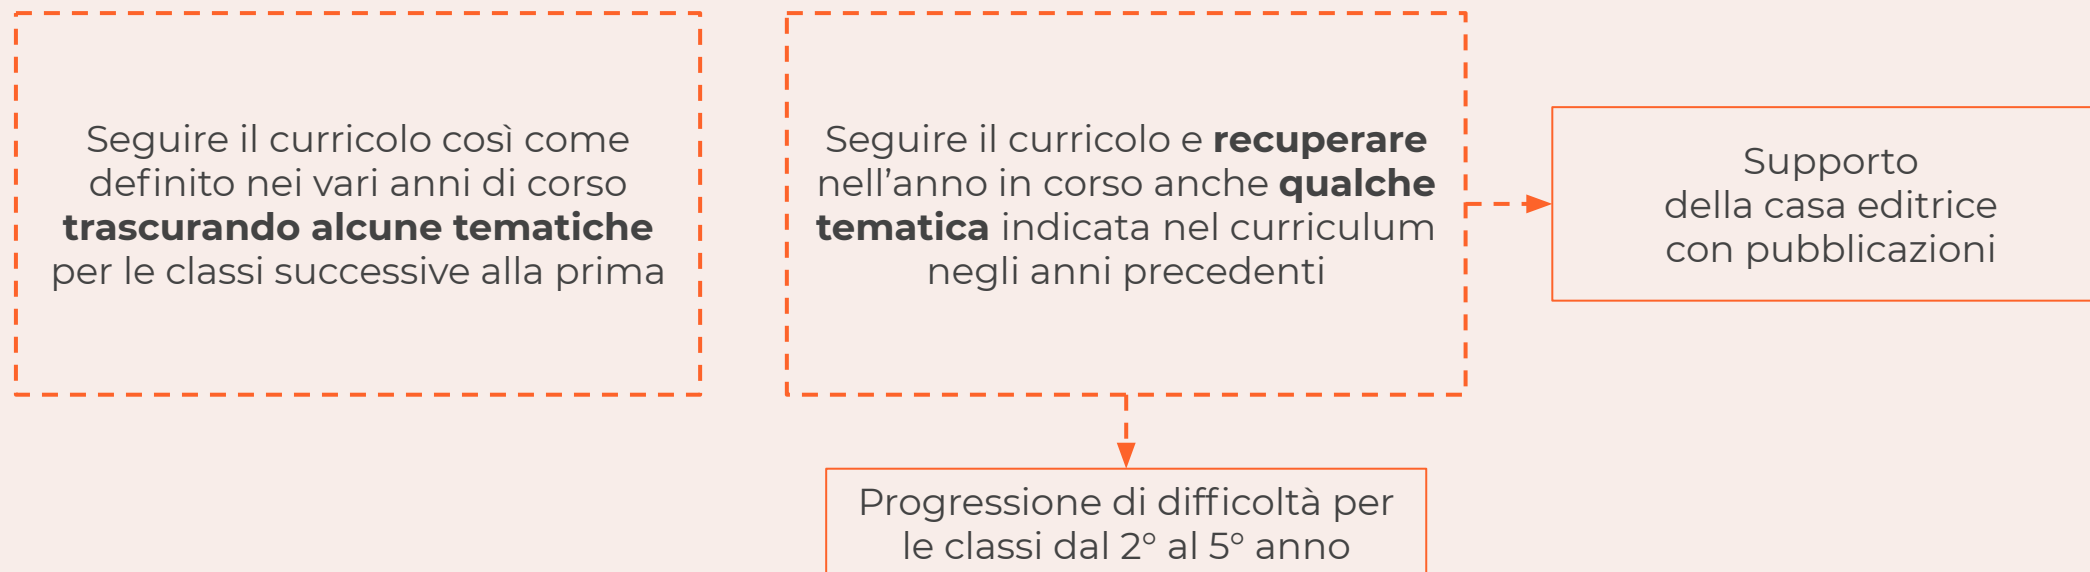 Seguire il curricolo così come
definito nei vari anni di corso
trascurando alcune tematiche
per le classi successive alla prima
Seguire il curricolo e recuperare
nell’anno in corso anche qualche
tematica indicata nel curriculum
negli anni precedenti
Supporto
della casa editrice
con pubblicazioni
Progressione di difficoltà per
le classi dal 2° al 5° anno